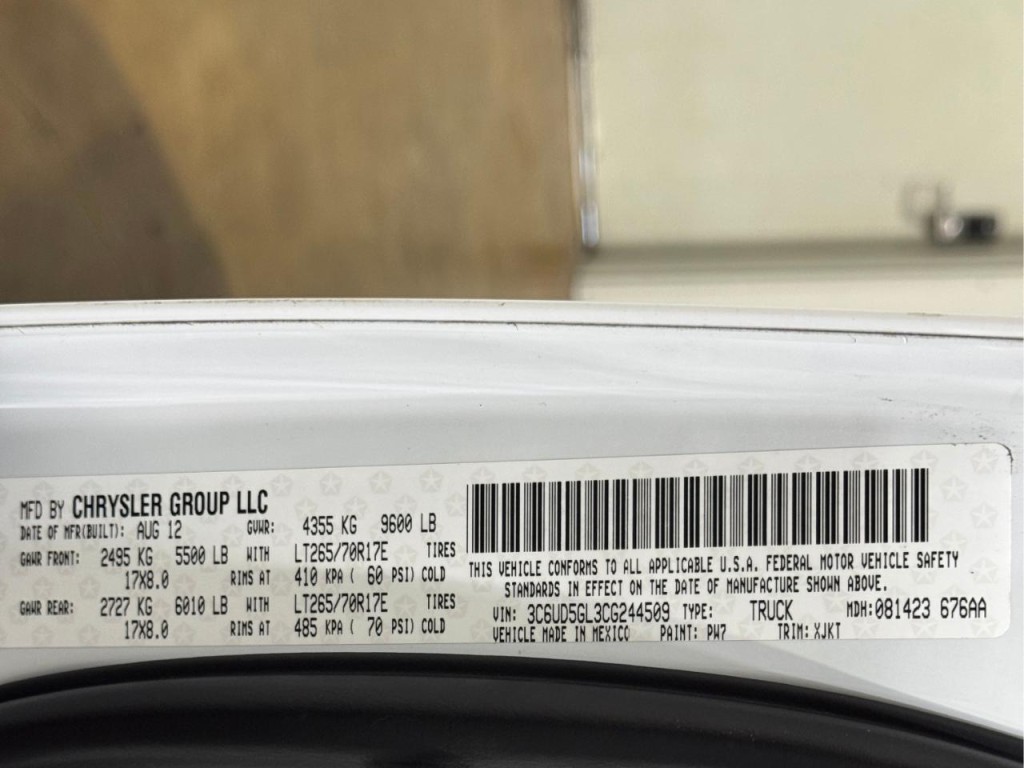 MFD BY CHRYSLER GROUP LLC
DATE OF MFR(BUILT): AUG 12 GVWR: 4355 KG 9600 LB
GAWR FRONT: 2495 KG 5500 LB WITH LT265/70R17E TIRES
17X8.0 RIMS AT 410 KPA ( 60 PSI) COLD
GAWR REAR: 2727 KG 6010 LB WITH LT265/70R17E TIRES
17X8.0 RIMS AT 485 KPA ( 70 PSI) COLD
THIS VEHICLE CONFORMS TO ALL APPLICABLE U.S.A. FEDERAL MOTOR VEHICLE SAFETY
STANDARDS IN EFFECT ON THE DATE OF MANUFACTURE SHOWN ABOVE.
VIN: 3C6UD5GL3CG244509 TYPE: TRUCK MDH: 081423 676AA
VEHICLE MADE IN MEXICO PAINT: PW7 TRIM: XJKT